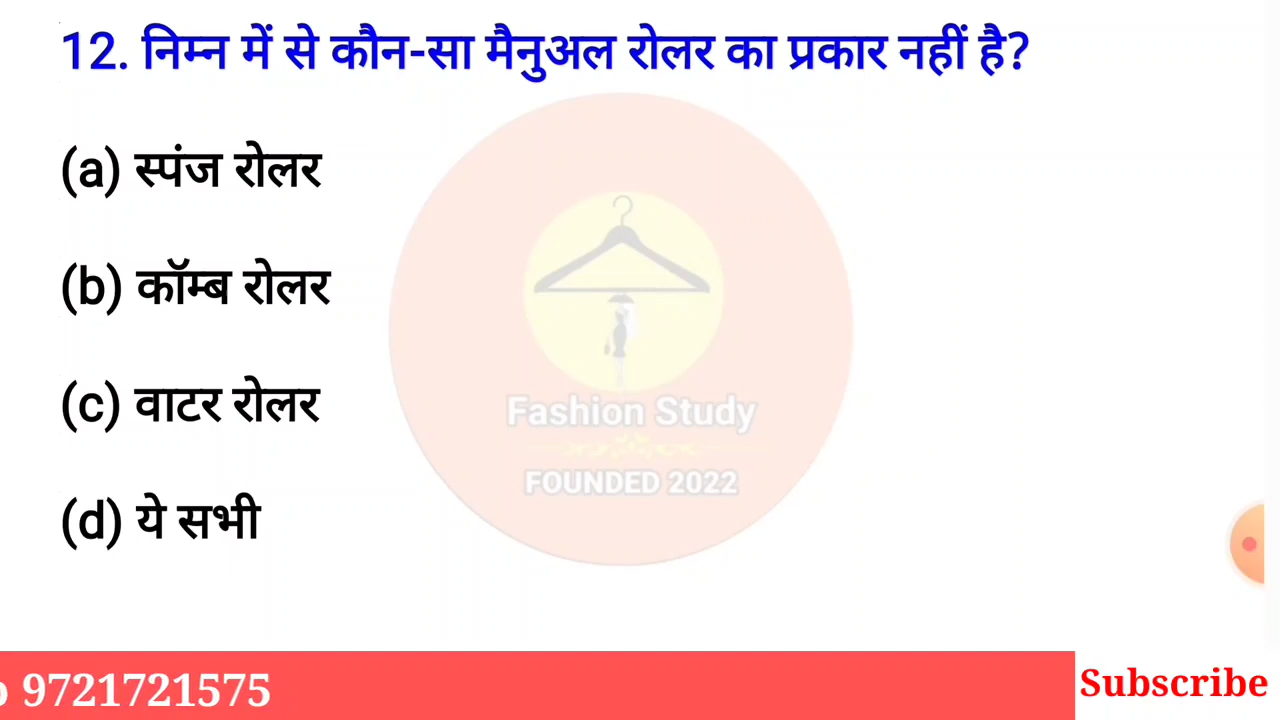 12. निम्न में से कौन-सा मैनुअल रोलर का प्रकार नहीं है?
(a) स्पंज रोलर
(b) कॉम्ब रोलर
(c) वाटर रोलर
(d) ये सभी
Fashion Study
FOUNDED 2022
9721721575
Subscribe